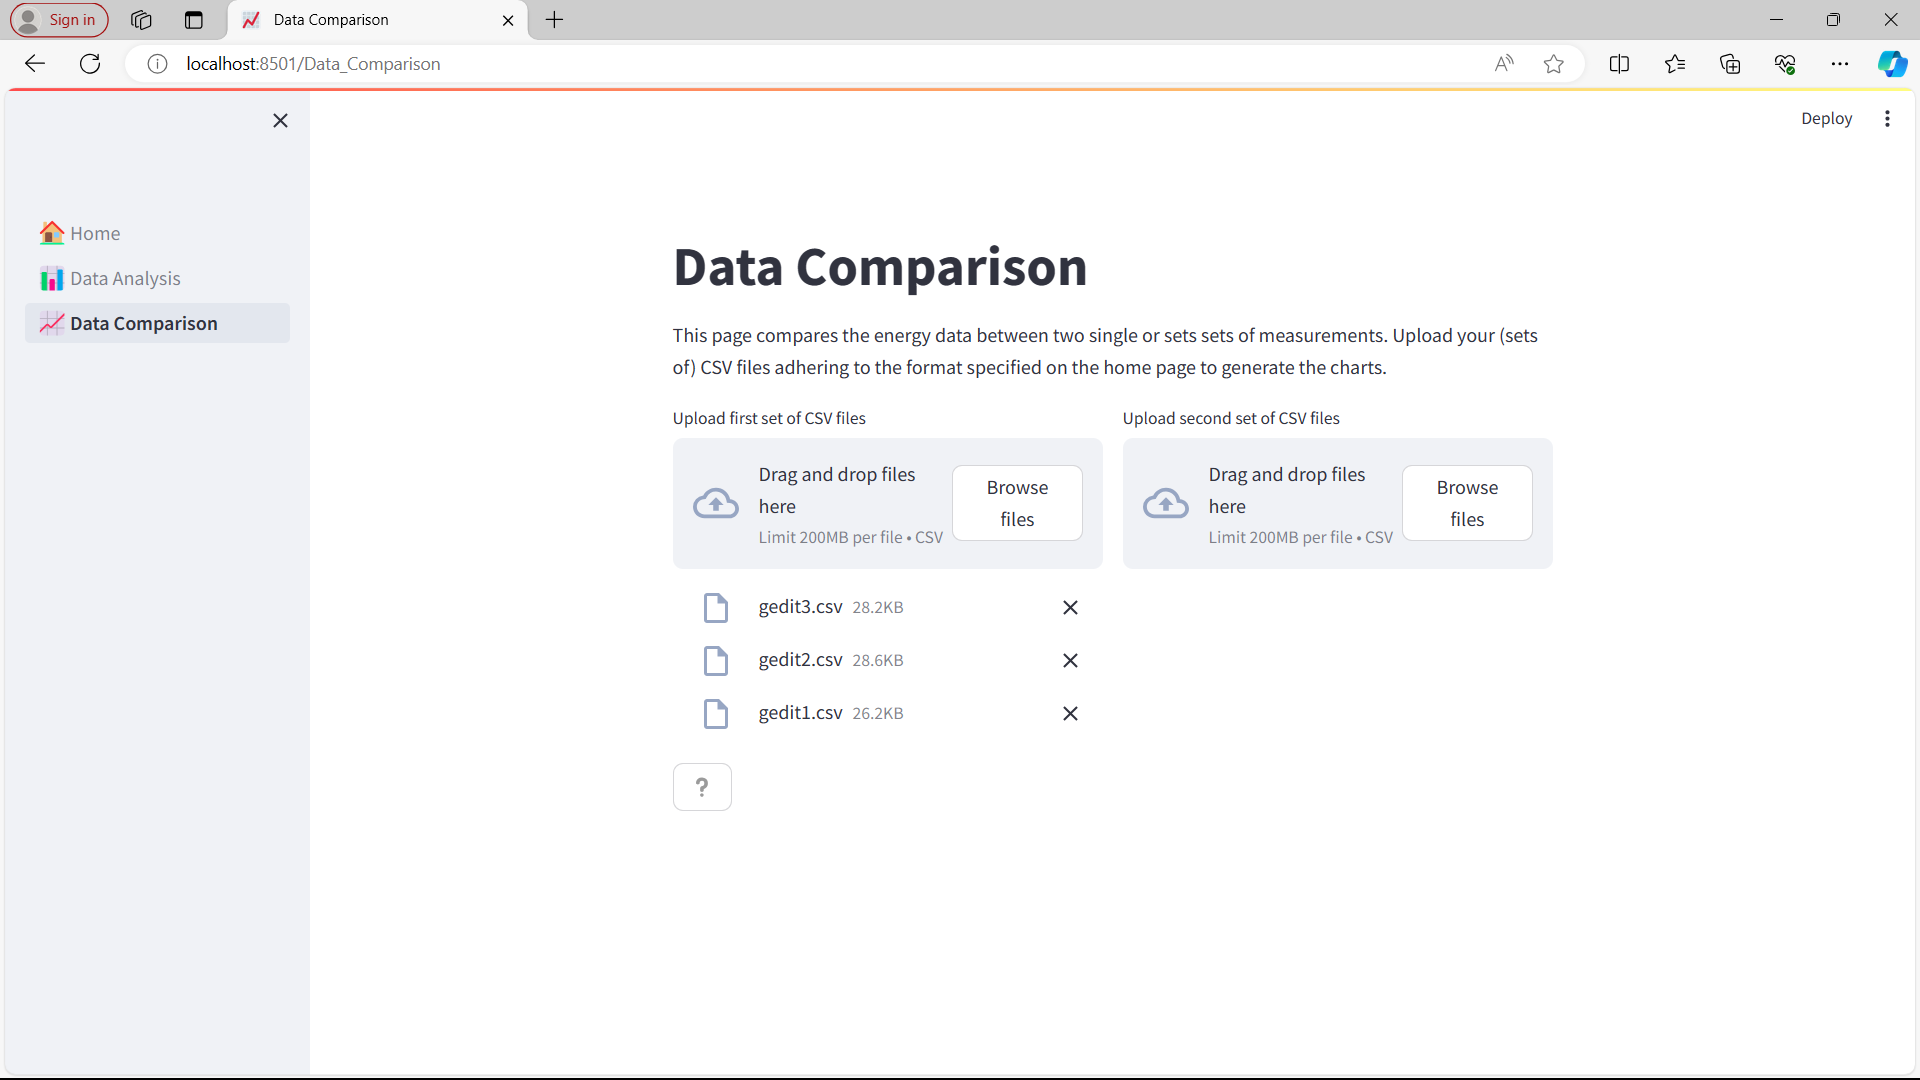 Sign in
Data Comparison
localhost:8501/Data_Comparison
Deploy
Home
Data Analysis
Data Comparison
Data Comparison
This page compares the energy data between two single or sets sets of measurements. Upload your (sets
of) CSV files adhering to the format specified on the home page to generate the charts.
Upload first set of CSV files
Drag and drop files
here
Limit 200MB per file • CSV
Browse
files
gedit3.csv 28.2KB
gedit2.csv 28.6KB
gedit1.csv 26.2KB
Upload second set of CSV files
Drag and drop files
here
Limit 200MB per file • CSV
Browse
files
?